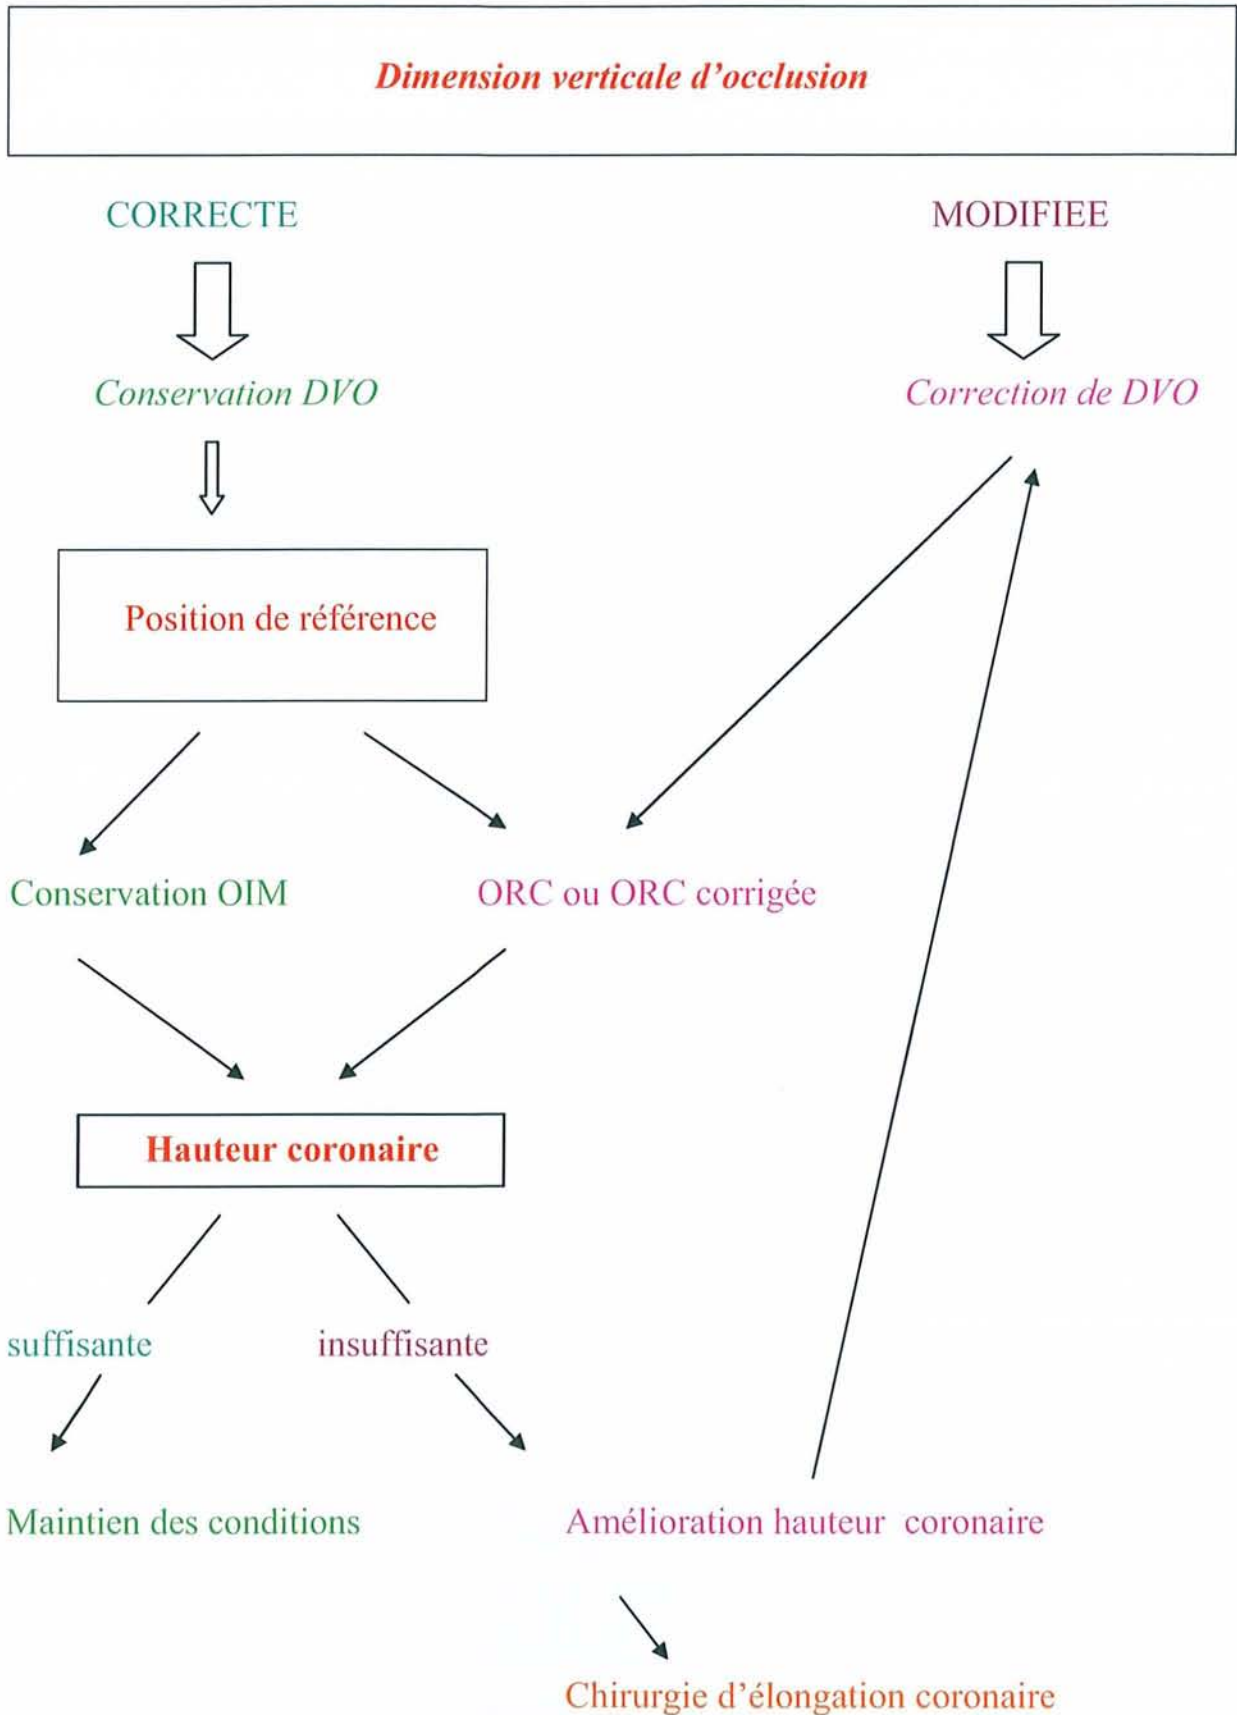 Dimension verticale d'occlusion
CORRECTE
MODIFIEE
Conservation DVO
Correction de DVO
Position de référence
Conservation OIM
ORC ou ORC corrigée
Hauteur coronaire
suffisante
insuffisante
Maintien des conditions
Amélioration hauteur coronaire
Chirurgie d'élongation coronaire